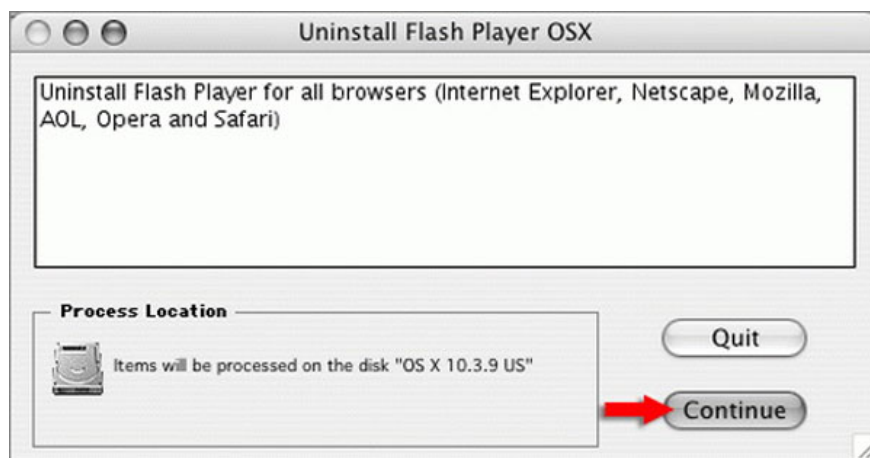 Uninstall Flash Player OSX
Uninstall Flash Player for all browsers (Internet Explorer, Netscape, Mozilla,
AOL, Opera and Safari)
Process Location
Items will be processed on the disk "OS X 10.3.9 US"
Quit
Continue